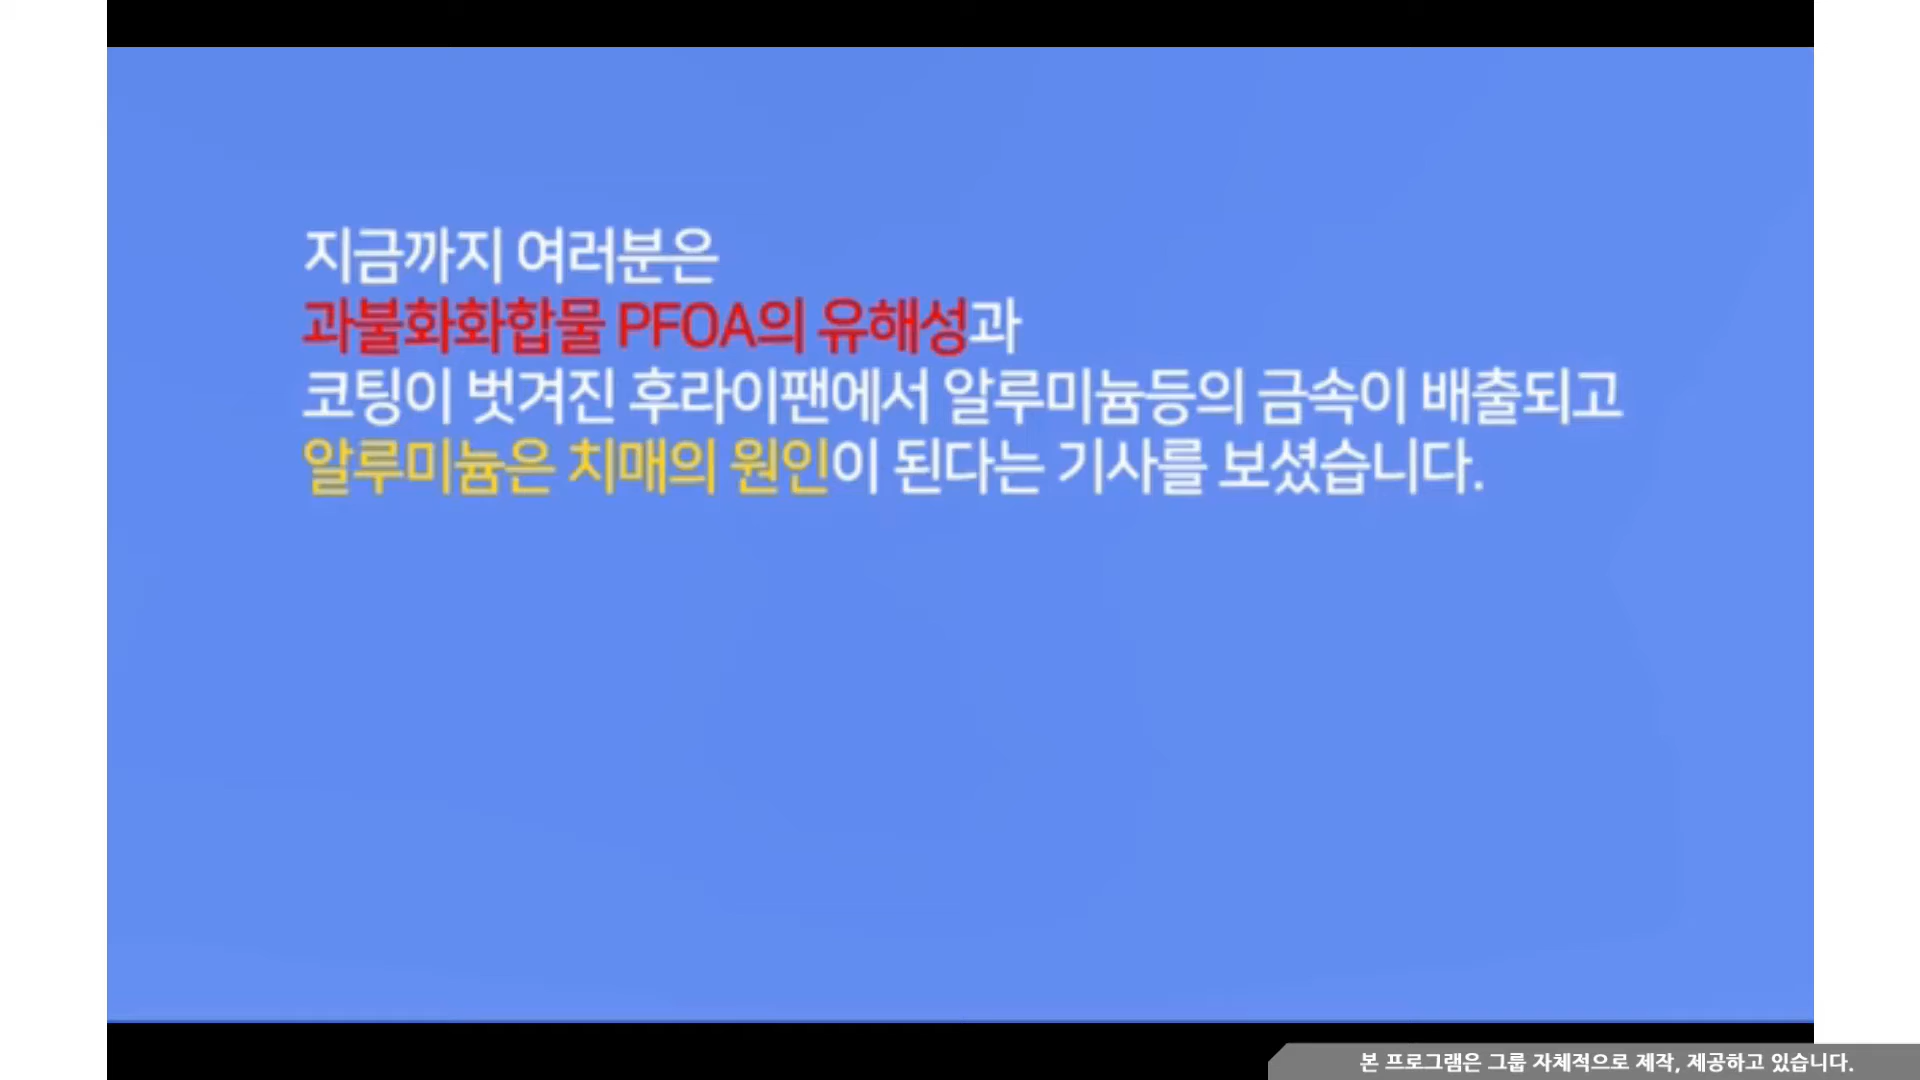 지금까지 여러분은
과불화화합물 PFOA의 유해성과
코팅이 벗겨진 후라이팬에서 알루미늄등의 금속이 배출되고
알루미늄은 치매의 원인이 된다는 기사를 보셨습니다.
본 프로그램은 그룹 자체적으로 제작, 제공하고 있습니다.